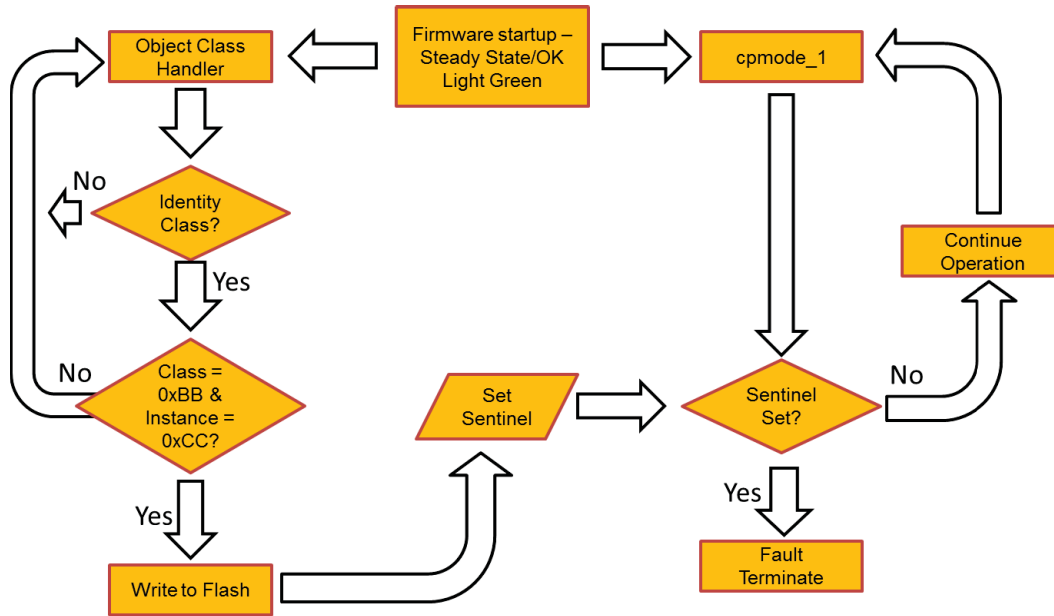 Object Class
Handler
Firmware startup –
Steady State/OK
Light Green
cpmode_1
No
Identity
Class?
Yes
Continue
Operation
No
Class =
0xBB &
Instance =
0xCC?
Set
Sentinel
Sentinel
Set?
No
Yes
Write to Flash
Yes
Fault
Terminate